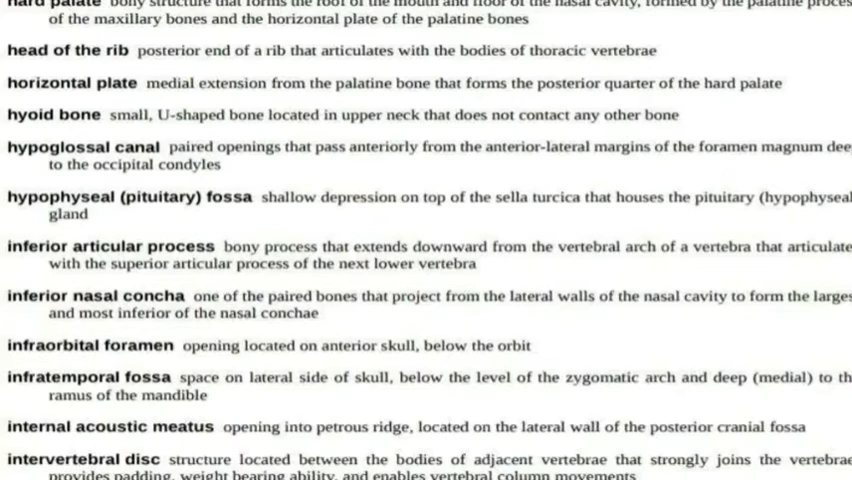 hard palate bony structure that forms the roof of the mouth and floor of the nasal cavity, formed by the palatine proces
of the maxillary bones and the horizontal plate of the palatine bones
head of the rib posterior end of a rib that articulates with the bodies of thoracic vertebrae
horizontal plate medial extension from the palatine bone that forms the posterior quarter of the hard palate
hyoid bone small, U-shaped bone located in upper neck that does not contact any other bone
hypoglossal canal paired openings that pass anteriorly from the anterior-lateral margins of the foramen magnum dee
to the occipital condyles
hypophyseal (pituitary) fossa shallow depression on top of the sella turcica that houses the pituitary (hypophyseal
gland
inferior articular process bony process that extends downward from the vertebral arch of a vertebra that articulate
with the superior articular process of the next lower vertebra
inferior nasal concha one of the paired bones that project from the lateral walls of the nasal cavity to form the larges
and most inferior of the nasal conchae
infraorbital foramen opening located on anterior skull, below the orbit
infratemporal fossa space on lateral side of skull, below the level of the zygomatic arch and deep (medial) to th
ramus of the mandible
internal acoustic meatus opening into petrous ridge, located on the lateral wall of the posterior cranial fossa
intervertebral disc structure located between the bodies of adjacent vertebrae that strongly joins the vertebrae
provides padding, weight bearing ability, and enables vertebral column movements